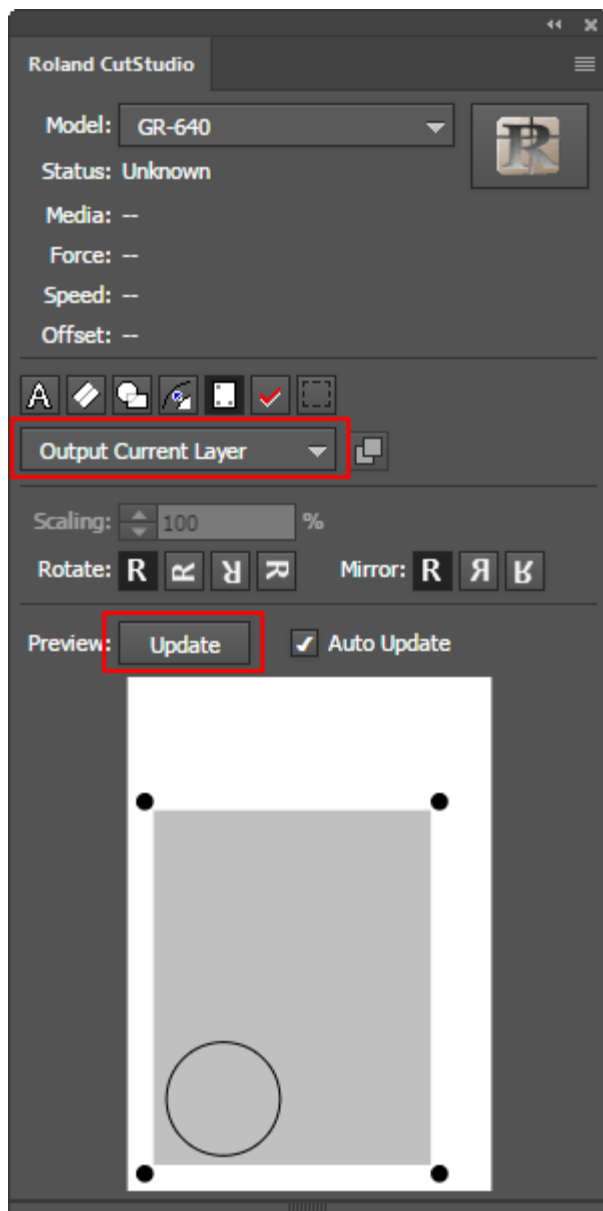 Roland CutStudio
Model: GR-640
Status: Unknown
Media: --
Force: --
Speed: --
Offset: --
A
Output Current Layer
Scaling: 100 %
Rotate: R R R R Mirror: R R R
Preview: Update Auto Update